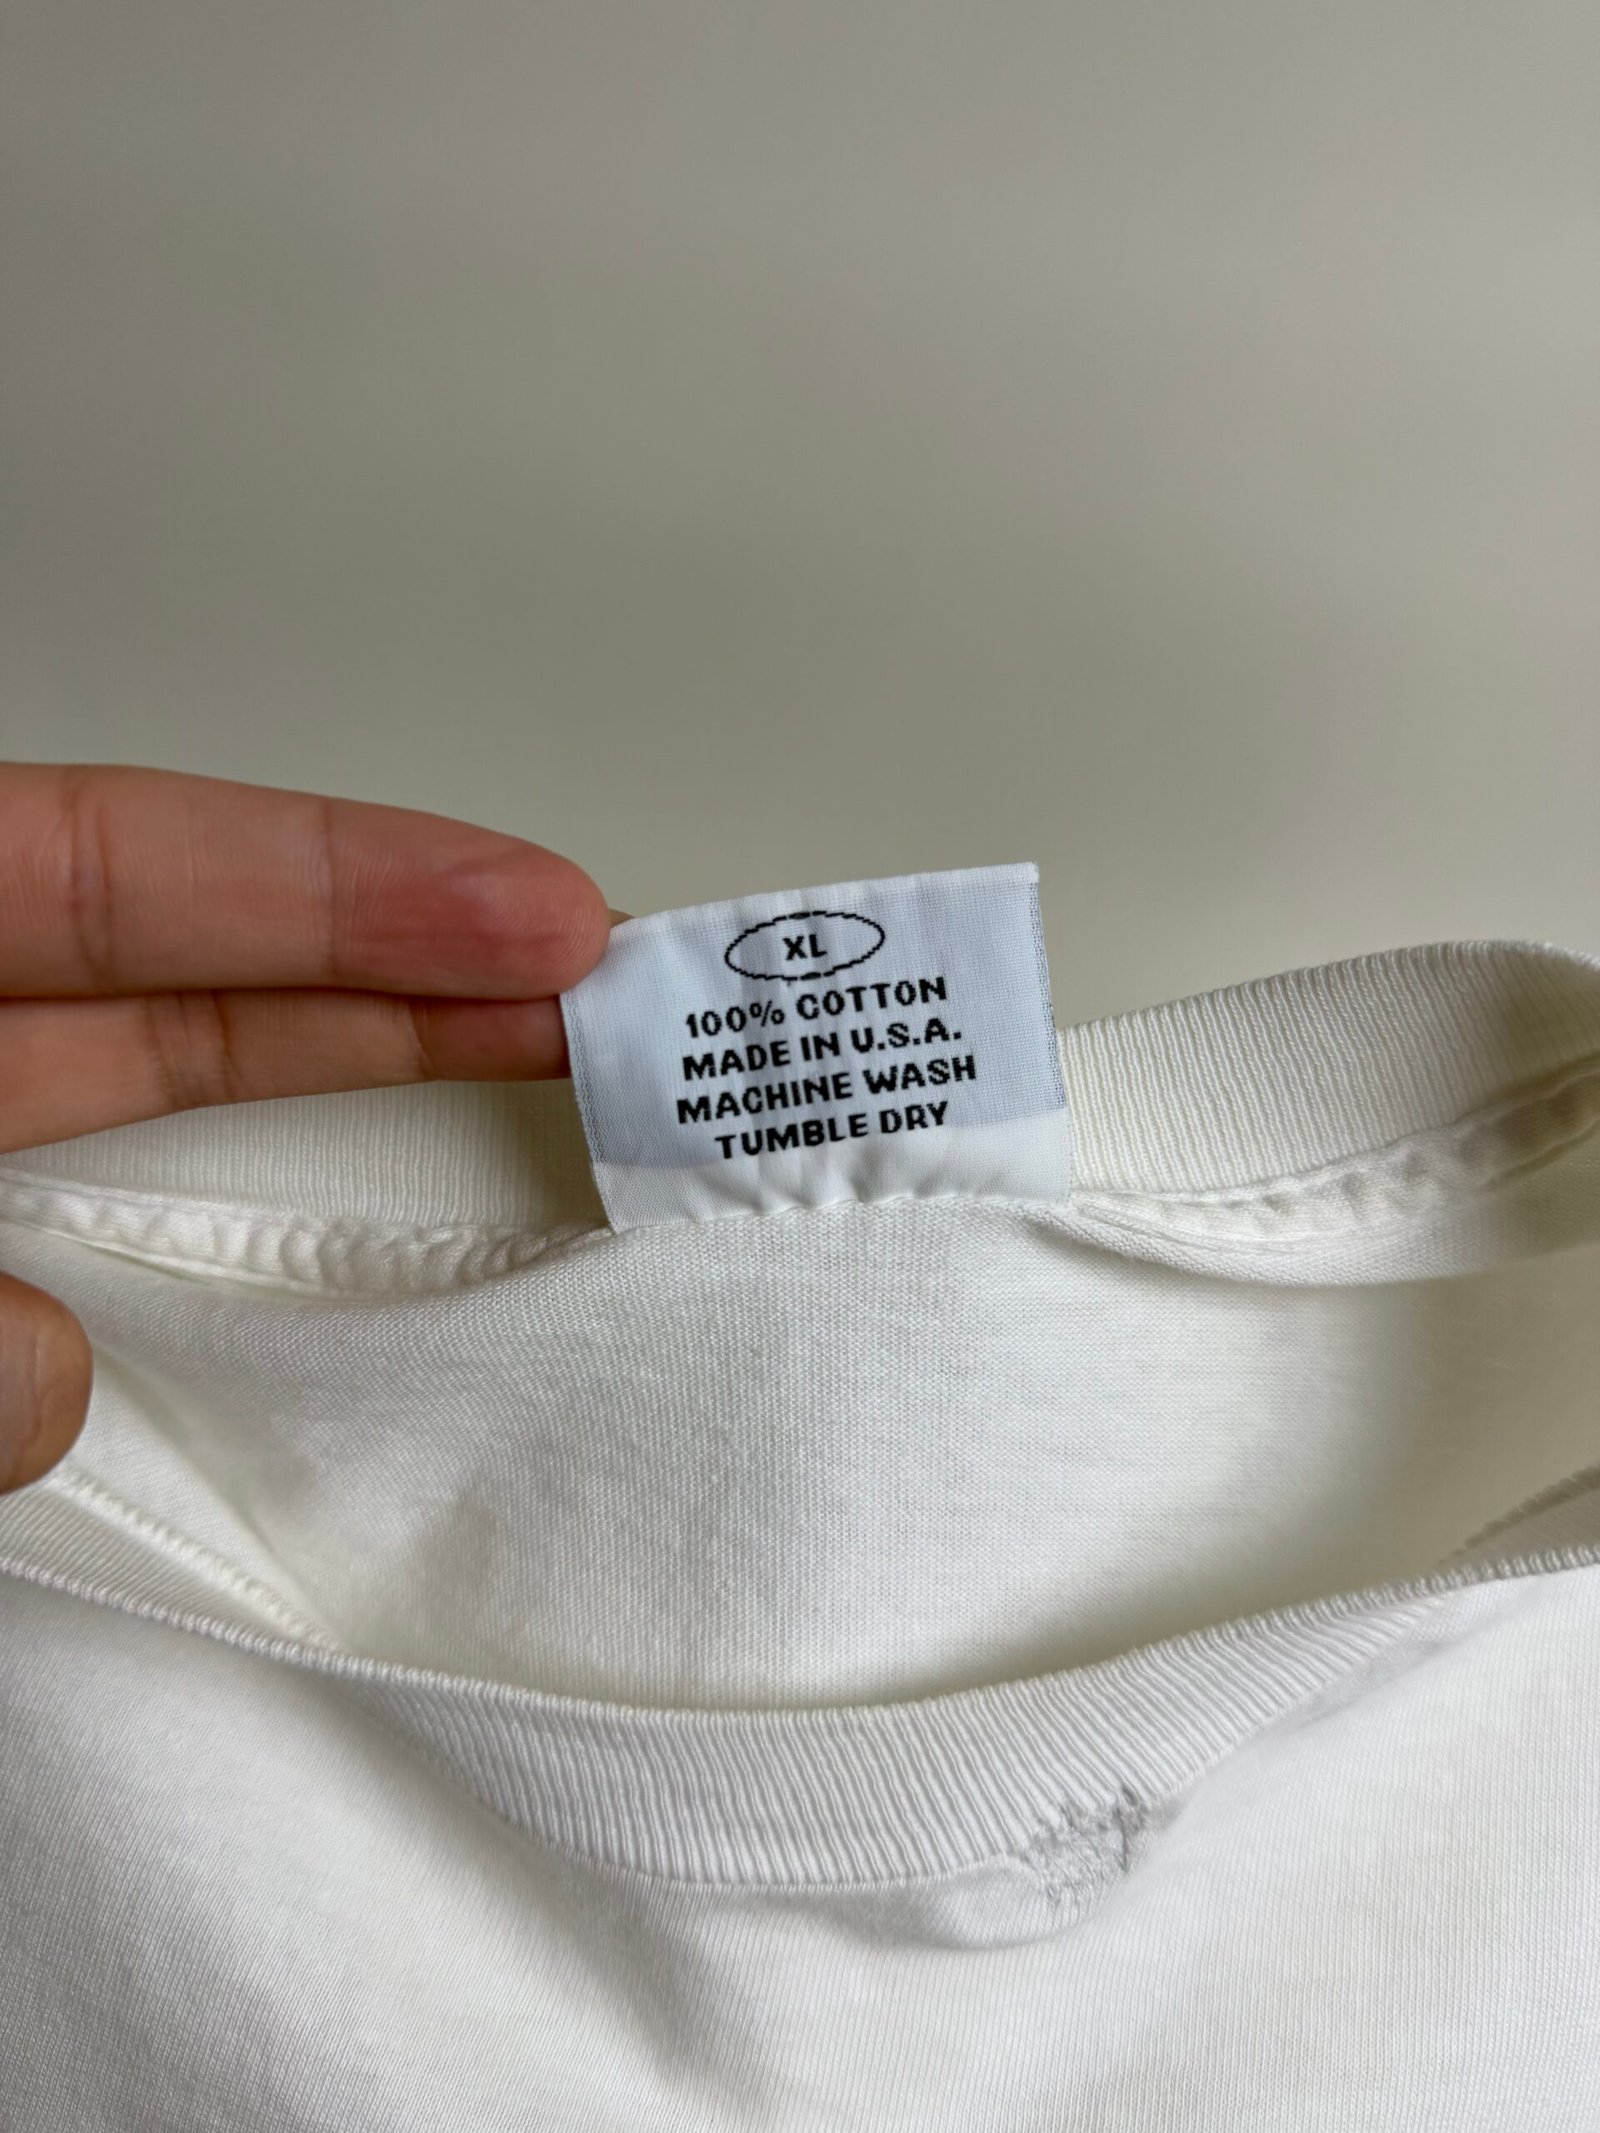 XL
100% COTTON
MADE IN U.S.A.
MACHINE WASH
TUMBLE DRY